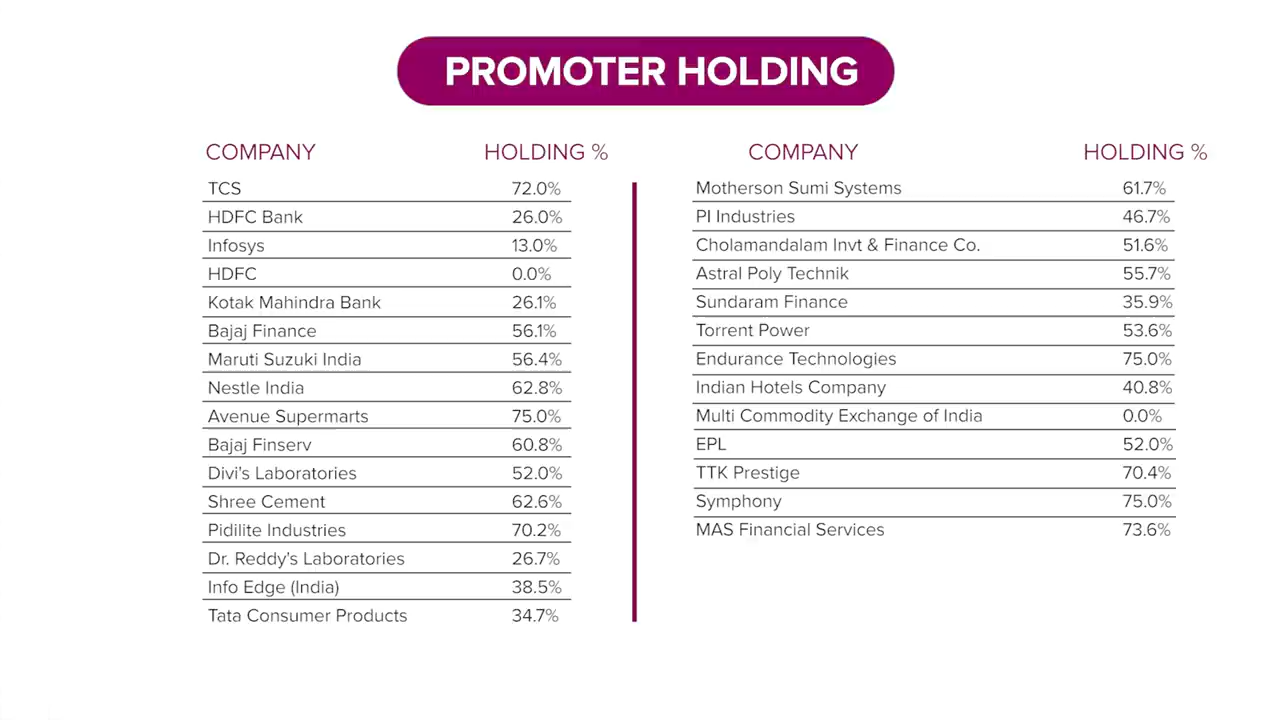 PROMOTER HOLDING
COMPANY HOLDING %
TCS 72.0%
HDFC Bank 26.0%
Infosys 13.0%
HDFC 0.0%
Kotak Mahindra Bank 26.1%
Bajaj Finance 56.1%
Maruti Suzuki India 56.4%
Nestle India 62.8%
Avenue Supermarts 75.0%
Bajaj Finserv 60.8%
Divi's Laboratories 52.0%
Shree Cement 62.6%
Pidilite Industries 70.2%
Dr. Reddy's Laboratories 26.7%
Info Edge (India) 38.5%
Tata Consumer Products 34.7%
COMPANY HOLDING %
Motherson Sumi Systems 61.7%
PI Industries 46.7%
Cholamandalam Invt & Finance Co. 51.6%
Astral Poly Technik 55.7%
Sundaram Finance 35.9%
Torrent Power 53.6%
Endurance Technologies 75.0%
Indian Hotels Company 40.8%
Multi Commodity Exchange of India 0.0%
EPL 52.0%
TTK Prestige 70.4%
Symphony 75.0%
MAS Financial Services 73.6%